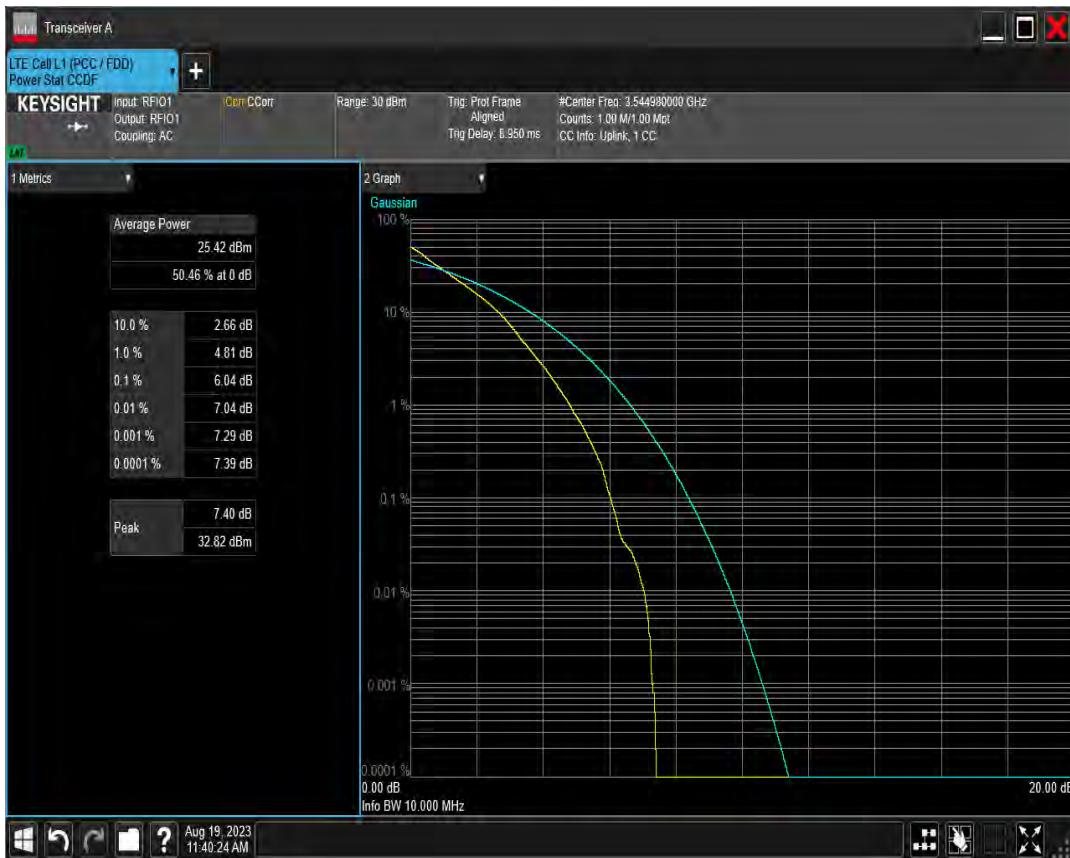 Transceiver A
LTE Cell L1 (PCC / FDD)
Power Stat CCDF
+
KEYSIGHT
Input: RFIO1
Output: RFIO1
Coupling: AC
Corr CCorr
Range: 30 dBm
Trig: Prot Frame
Aligned
Trig Delay: 8.950 ms
#Center Freq: 3.544980000 GHz
Counts: 1.00 M/1.00 Mpt
CC Info: Uplink, 1 CC
1 Metrics
Average Power
25.42 dBm
50.46 % at 0 dB
10.0 % 2.66 dB
1.0 % 4.81 dB
0.1 % 6.04 dB
0.01 % 7.04 dB
0.001 % 7.29 dB
0.0001 % 7.39 dB
Peak
7.40 dB
32.82 dBm
2 Graph
Gaussian
100 %
10 %
1 %
0.1 %
0.01 %
0.001 %
0.0001 %
0.00 dB 20.00 dB
Info BW 10.000 MHz
?
Aug 19, 2023
11:40:24 AM